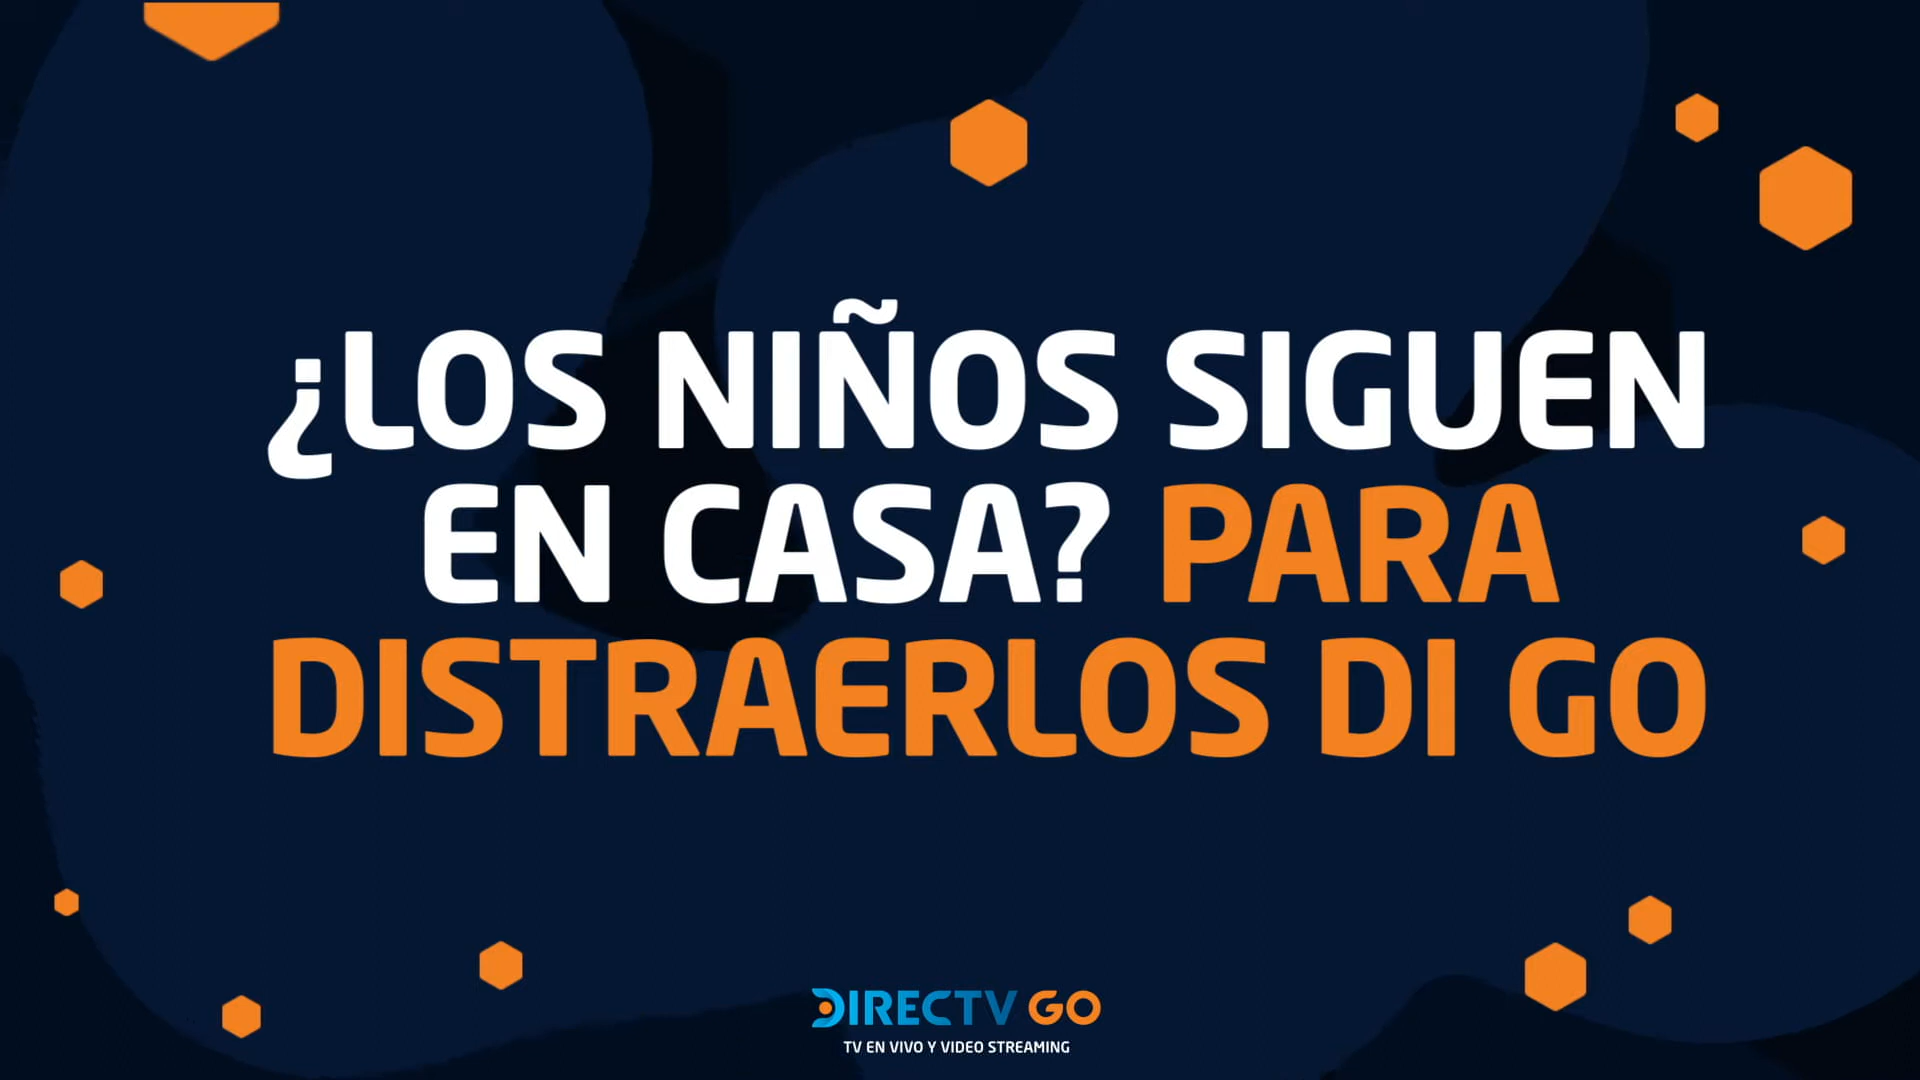 ¿LOS NIÑOS SIGUEN
EN CASA? PARA
DISTRAERLOS DI GO
DIRECTV GO
TV EN VIVO Y VIDEO STREAMING